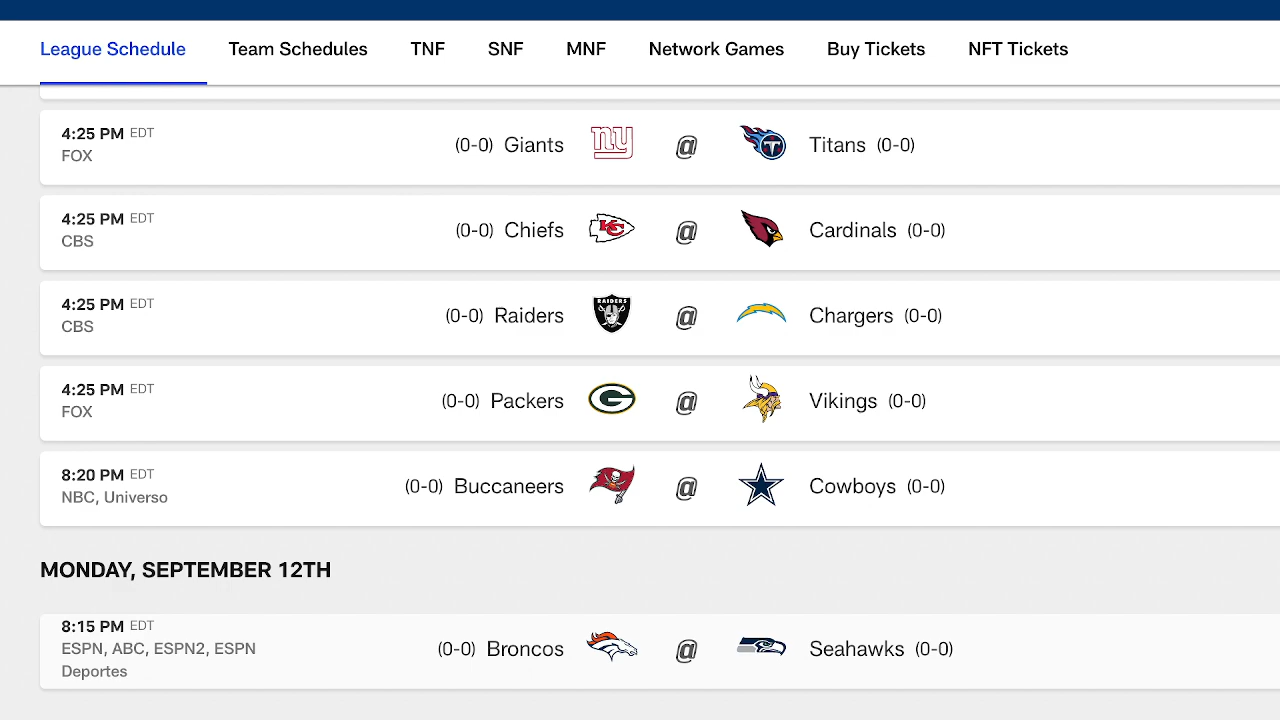 League Schedule Team Schedules TNF SNF MNF Network Games Buy Tickets NFT Tickets
4:25 PM EDT
FOX
(0-0) Giants ny @ T Titans (0-0)
4:25 PM EDT
CBS
(0-0) Chiefs KC @ Cardinals (0-0)
4:25 PM EDT
CBS
(0-0) Raiders RAIDERS @ Chargers (0-0)
4:25 PM EDT
FOX
(0-0) Packers G @ Vikings (0-0)
8:20 PM EDT
NBC, Universo
(0-0) Buccaneers @ Cowboys (0-0)
MONDAY, SEPTEMBER 12TH
8:15 PM EDT
ESPN, ABC, ESPN2, ESPN
Deportes
(0-0) Broncos @ Seahawks (0-0)